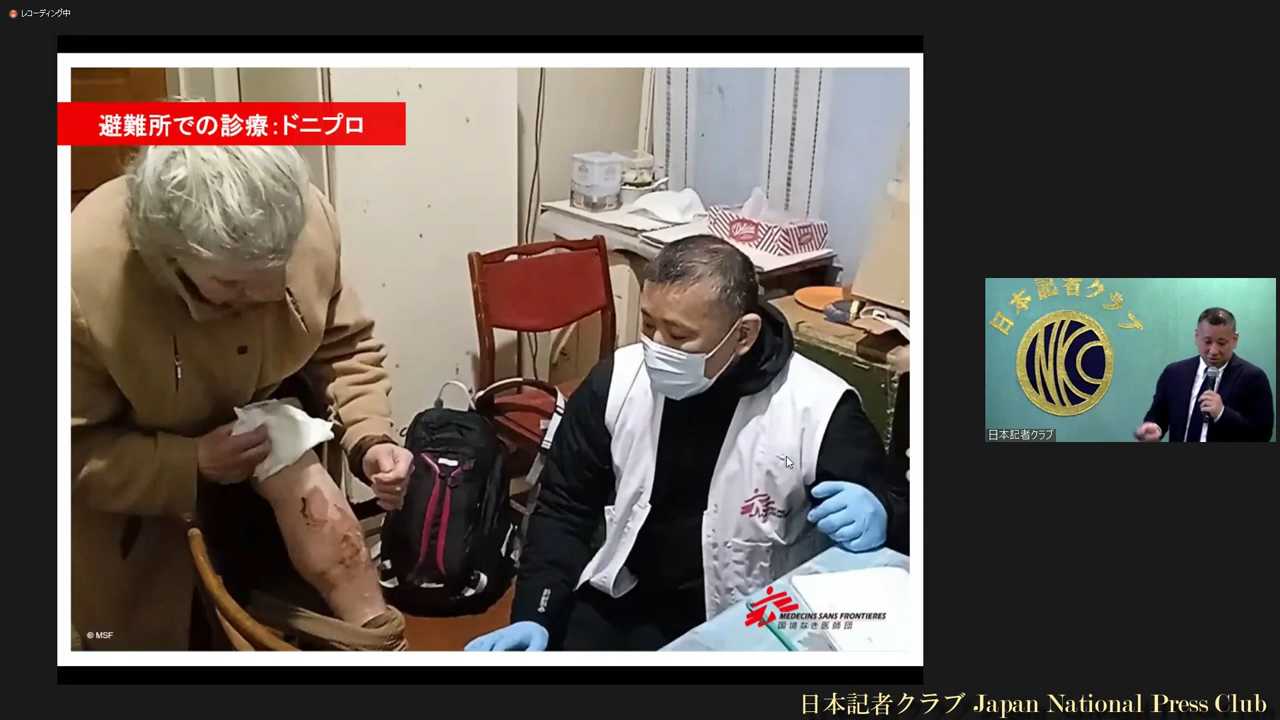 レコーディング中
避難所での診療:ドニプロ
Delicia
© MSF
MEDECINS SANS FRONTIERES
国境なき医師団
日本記者クラブ
NKC
日本記者クラブ
日本記者クラブ Japan National Press Club